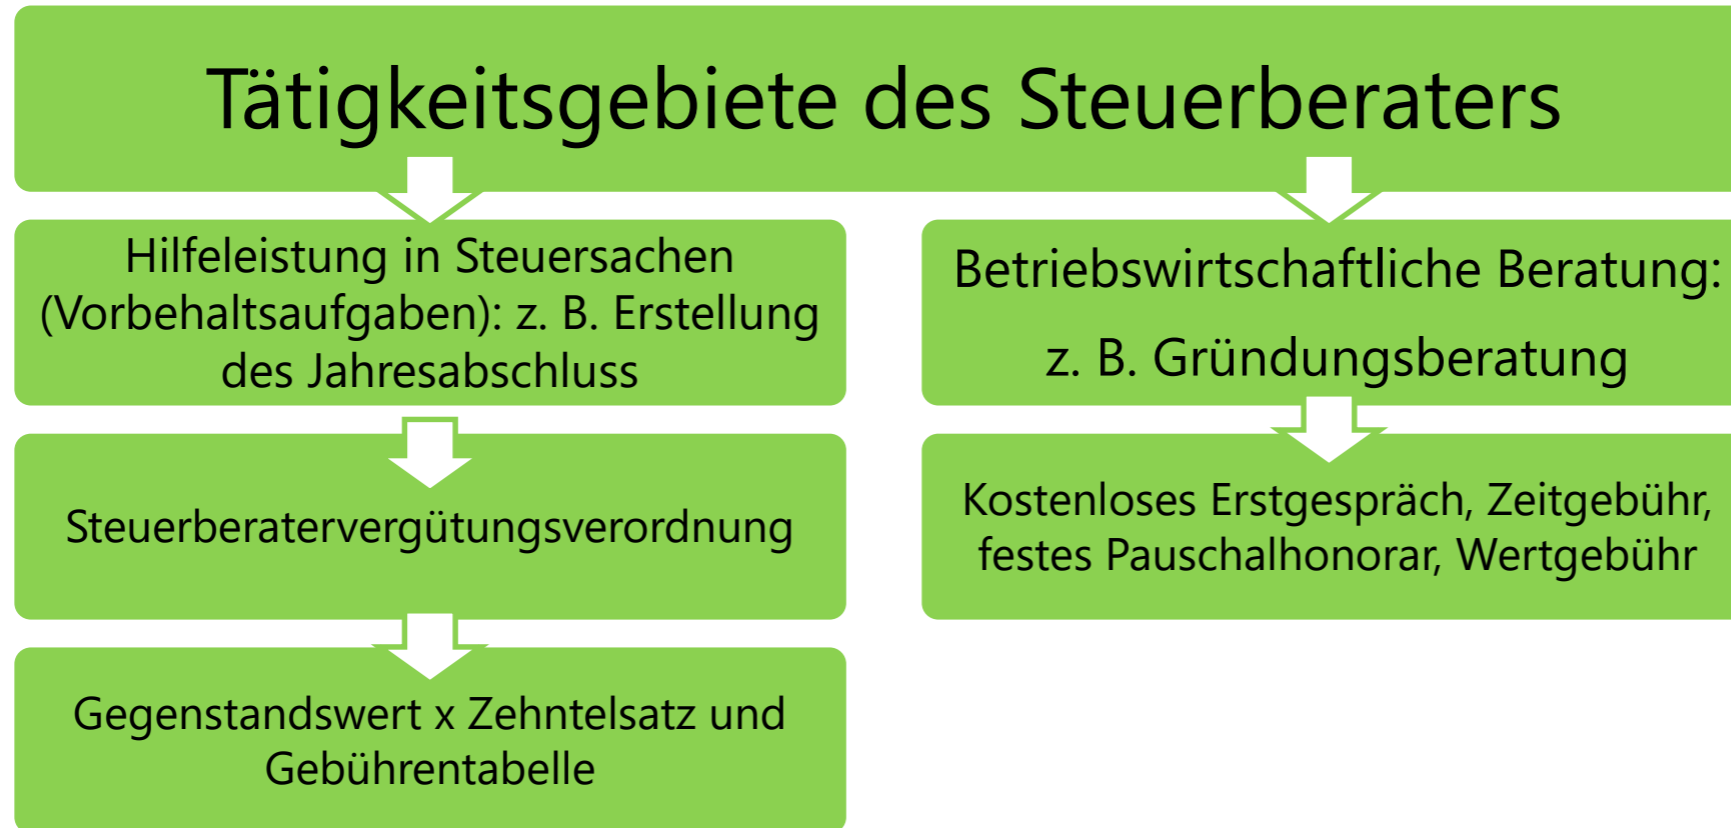 Tätigkeitsgebiete des Steuerberaters
Hilfeleistung in Steuersachen
(Vorbehaltsaufgaben): z. B. Erstellung
des Jahresabschluss
Steuerberatervergütungsverordnung
Gegenstandswert x Zehntelsatz und
Gebührentabelle
Betriebswirtschaftliche Beratung:
z. B. Gründungsberatung
Kostenloses Erstgespräch, Zeitgebühr,
festes Pauschalhonorar, Wertgebühr